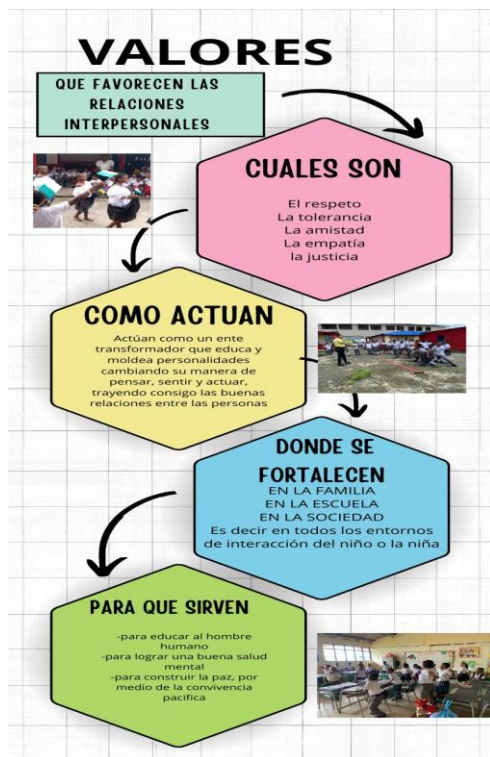 VALORES
QUE FAVORECEN LAS
RELACIONES
INTERPERSONALES
CUALES SON
El respeto
La tolerancia
La amistad
La empatía
la justicia
COMO ACTUAN
Actúan como un ente
transformador que educa y
moldea personalidades
cambiando su manera de
pensar, sentir y actuar,
trayendo consigo las buenas
relaciones entre las personas
DONDE SE
FORTALECEN
EN LA FAMILIA
EN LA ESCUELA
EN LA SOCIEDAD
Es decir en todos los entornos
de interacción del niño o la niña
PARA QUE SIRVEN
-para educar al hombre
humano
-para lograr una buena salud
mental
-para construir la paz, por
medio de la convivencia
pacifica